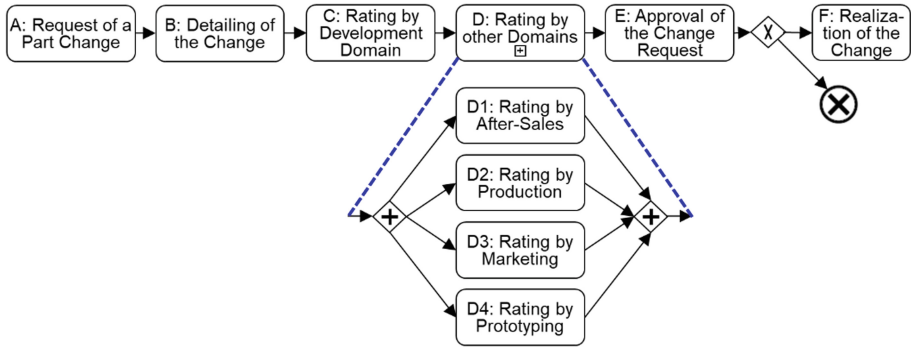 A: Request of a
Part Change
B: Detailing of
the Change
C: Rating by
Development
Domain
D: Rating by
other Domains
E: Approval of
the Change
Request
X
F: Realiza-
tion of the
Change
D1: Rating by
After-Sales
D2: Rating by
Production
D3: Rating by
Marketing
D4: Rating by
Prototyping